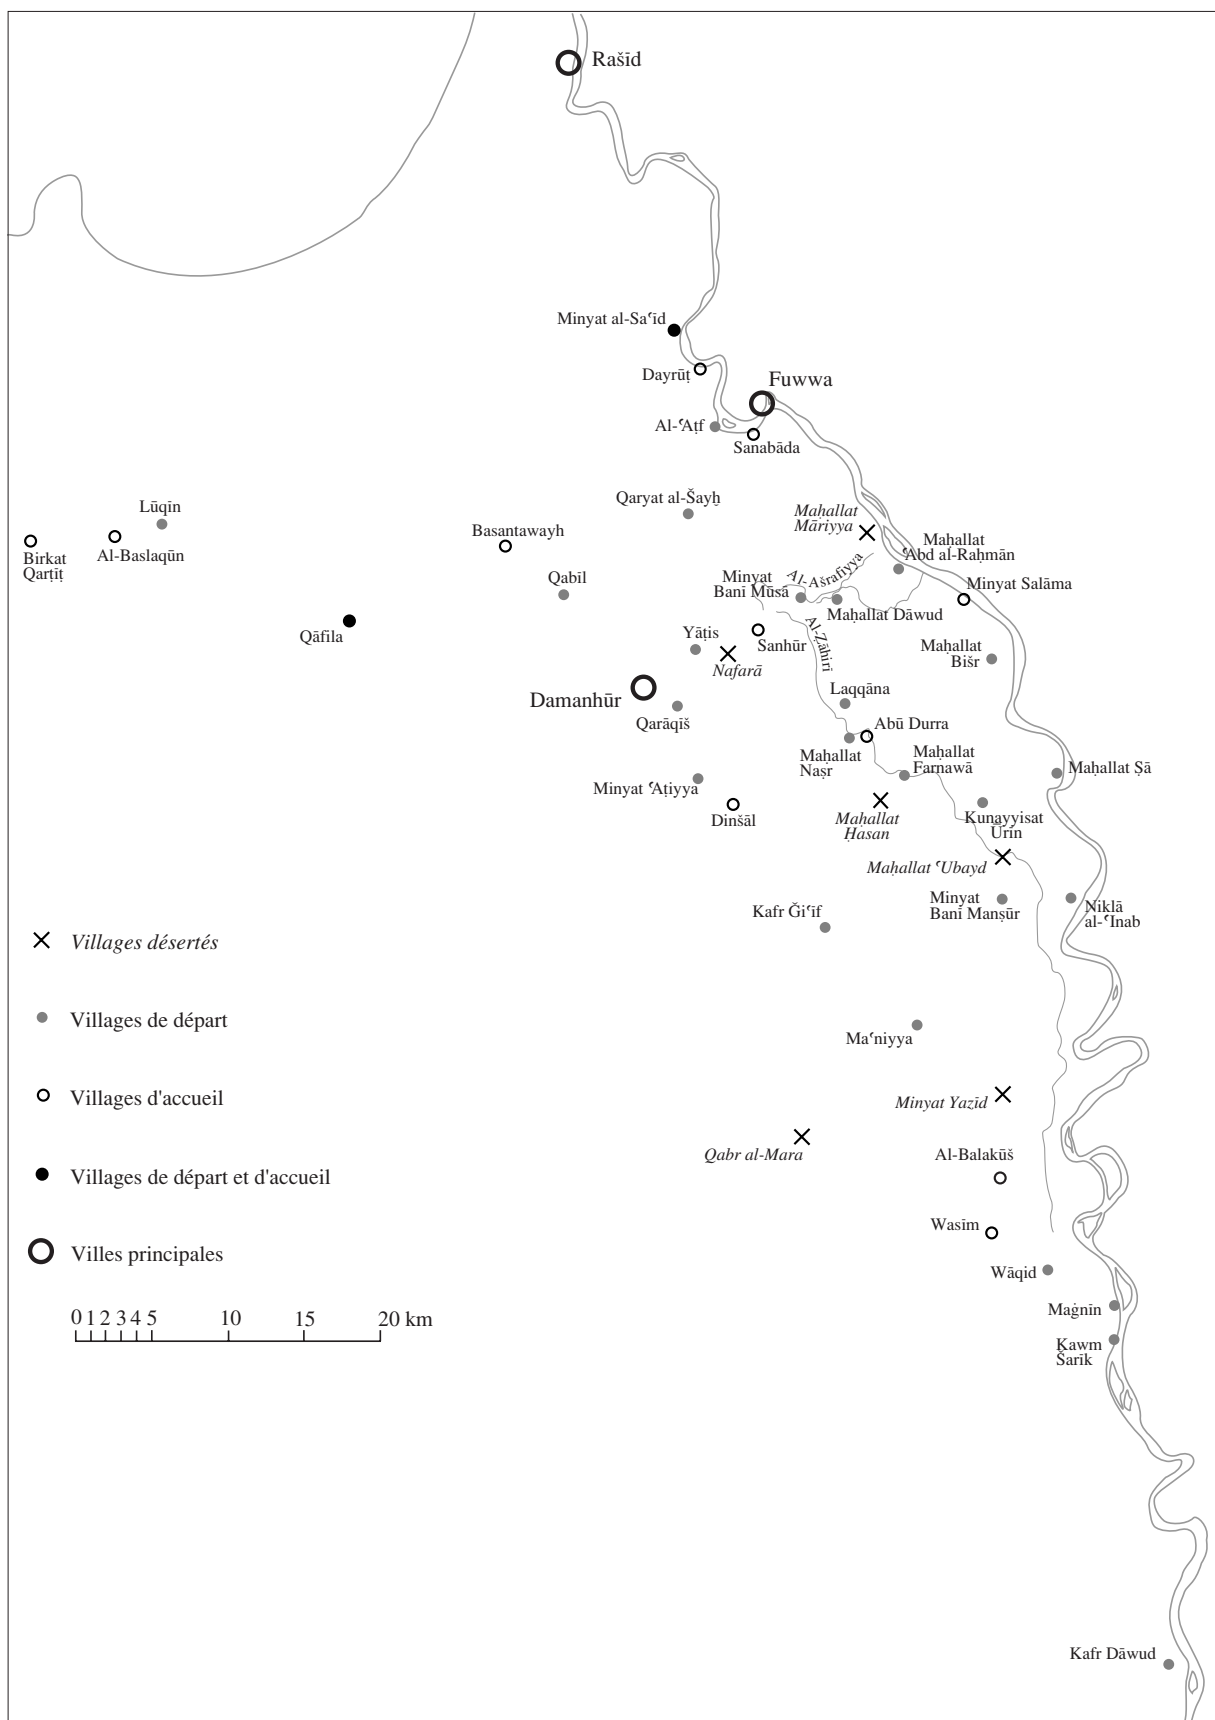 Rašīd
Minyat al-Saʿīd
Dayrūṭ
Fuwwa
Al-ʿAṭf
Sanabāda
Lūqīn
Qaryat al-Šayḫ
Maḥallat
Māriyya
Basantawayh
Birkat
Qarṭīṭ
Al-Baslaqūn
Maḥallat
ʿAbd al-Raḥmān
Qabīl
Minyat
Banī Mūsā
Al-Ašrafiyya
Minyat Salāma
Maḥallat Dāwud
Qāfila
Yāṭis
Sanhūr
Al-Ẓāhirī
Maḥallat
Bišr
Nafarā
Damanhūr
Laqqāna
Qarāqīš
Abū Durra
Maḥallat
Naṣr
Maḥallat
Farnawā
Maḥallat Ṣā
Minyat ʿAṭiyya
Dinšāl
Maḥallat
Ḥasan
Kunayyisat
Ūrīn
Maḥallat ʿUbayd
Kafr Ǧiʿīf
Minyat
Banī Manṣūr
Niklā
al-ʿInab
Villages désertés
Villages de départ
Maʿniyya
Villages d'accueil
Minyat Yazīd
Qabr al-Mara
Al-Balakūš
Villages de départ et d'accueil
Wasīm
Villes principales
Wāqid
Maġnīn
0 1 2 3 4 5 10 15 20 km
Kawm
Šarīk
Kafr Dāwud